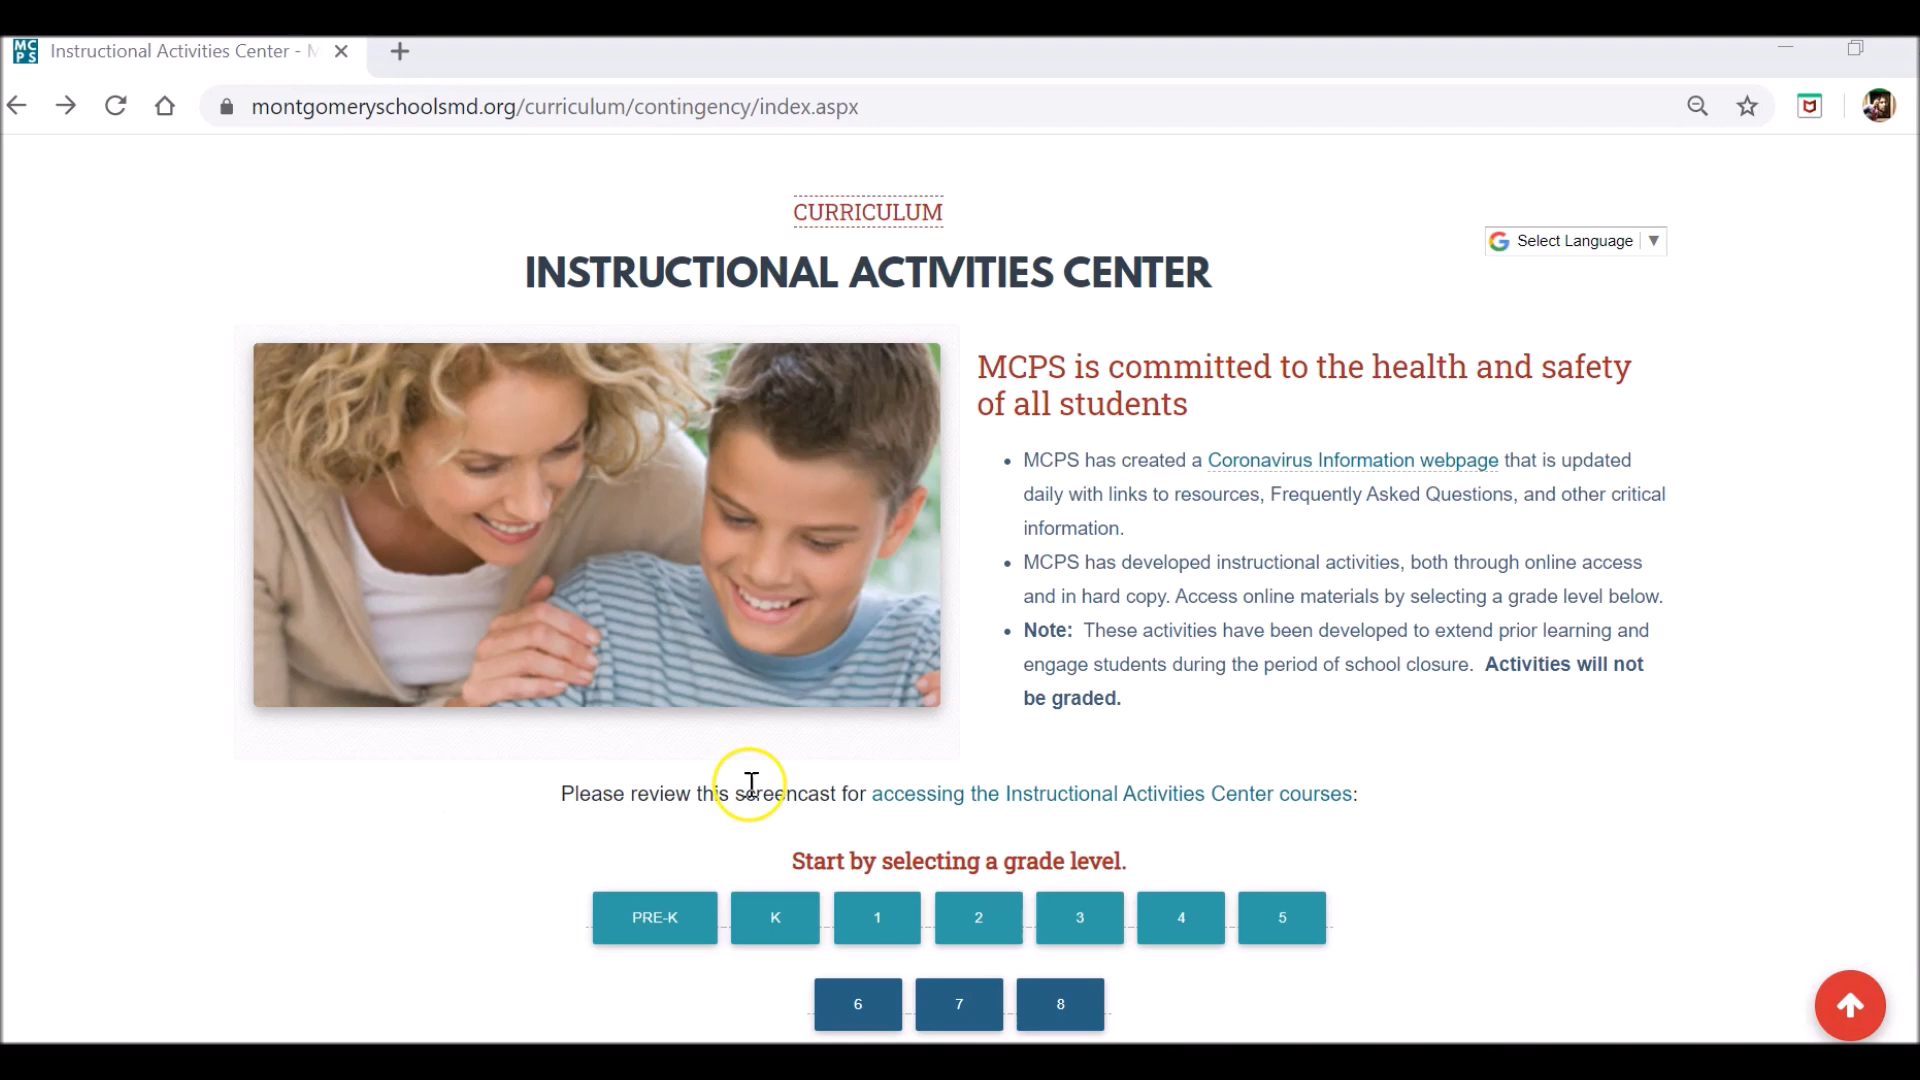 MC
PS
Instructional Activities Center - M
montgomeryschoolsmd.org/curriculum/contingency/index.aspx
CURRICULUM
Select Language ▼
INSTRUCTIONAL ACTIVITIES CENTER
MCPS is committed to the health and safety
of all students
• MCPS has created a Coronavirus Information webpage that is updated
daily with links to resources, Frequently Asked Questions, and other critical
information.
• MCPS has developed instructional activities, both through online access
and in hard copy. Access online materials by selecting a grade level below.
• Note: These activities have been developed to extend prior learning and
engage students during the period of school closure. Activities will not
be graded.
Please review this screencast for accessing the Instructional Activities Center courses:
Start by selecting a grade level.
PRE-K K 1 2 3 4 5
6 7 8